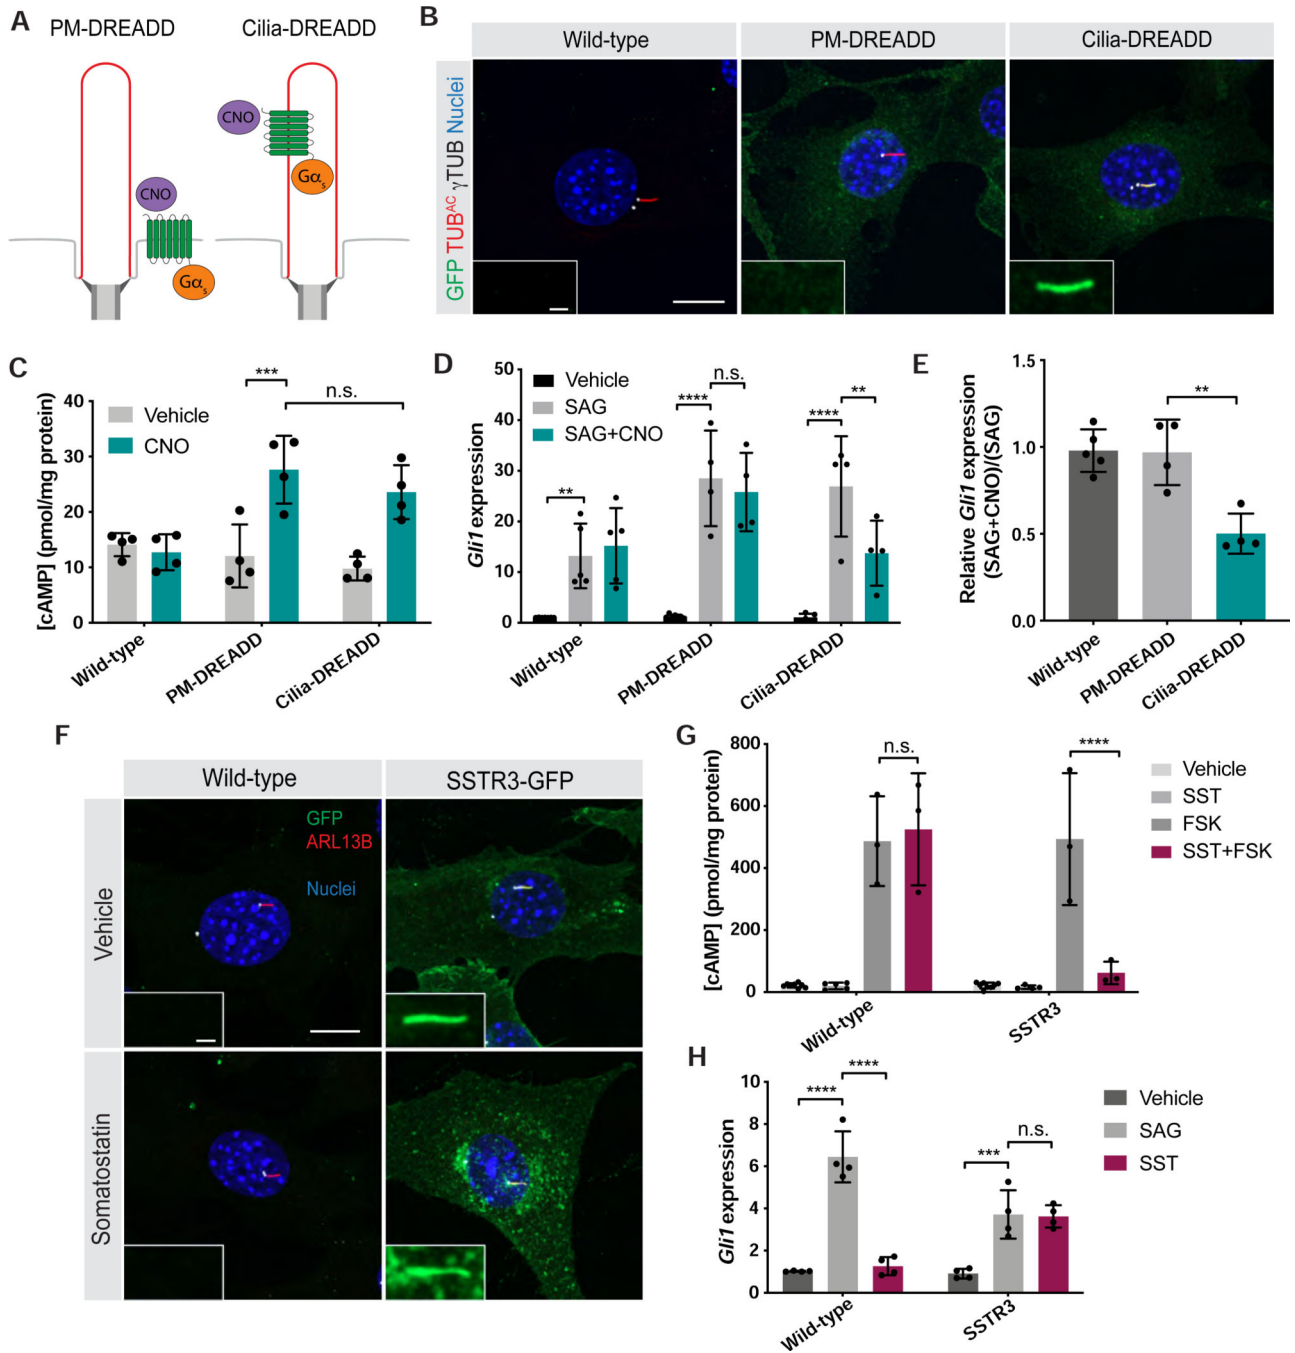 A
PM-DREADD
Cilia-DREADD
CNO
Gαs
CNO
Gαs
B
Wild-type
PM-DREADD
Cilia-DREADD
GFP TUBAC γTUB Nuclei
C
[cAMP] (pmol/mg protein)
40
30
20
10
0
Vehicle
CNO
***
n.s.
Wild-type
PM-DREADD
Cilia-DREADD
D
Gli1 expression
50
40
30
20
10
0
Vehicle
SAG
SAG+CNO
**
****
n.s.
****
**
Wild-type
PM-DREADD
Cilia-DREADD
E
Relative Gli1 expression
(SAG+CNO)/(SAG)
1.5
1.0
0.5
0.0
**
Wild-type
PM-DREADD
Cilia-DREADD
F
Wild-type
SSTR3-GFP
GFP
ARL13B
Nuclei
Vehicle
Somatostatin
G
[cAMP] (pmol/mg protein)
800
600
400
200
0
n.s.
****
Vehicle
SST
FSK
SST+FSK
Wild-type
SSTR3
H
Gli1 expression
10
8
6
4
2
0
****
****
***
n.s.
Vehicle
SAG
SST
Wild-type
SSTR3